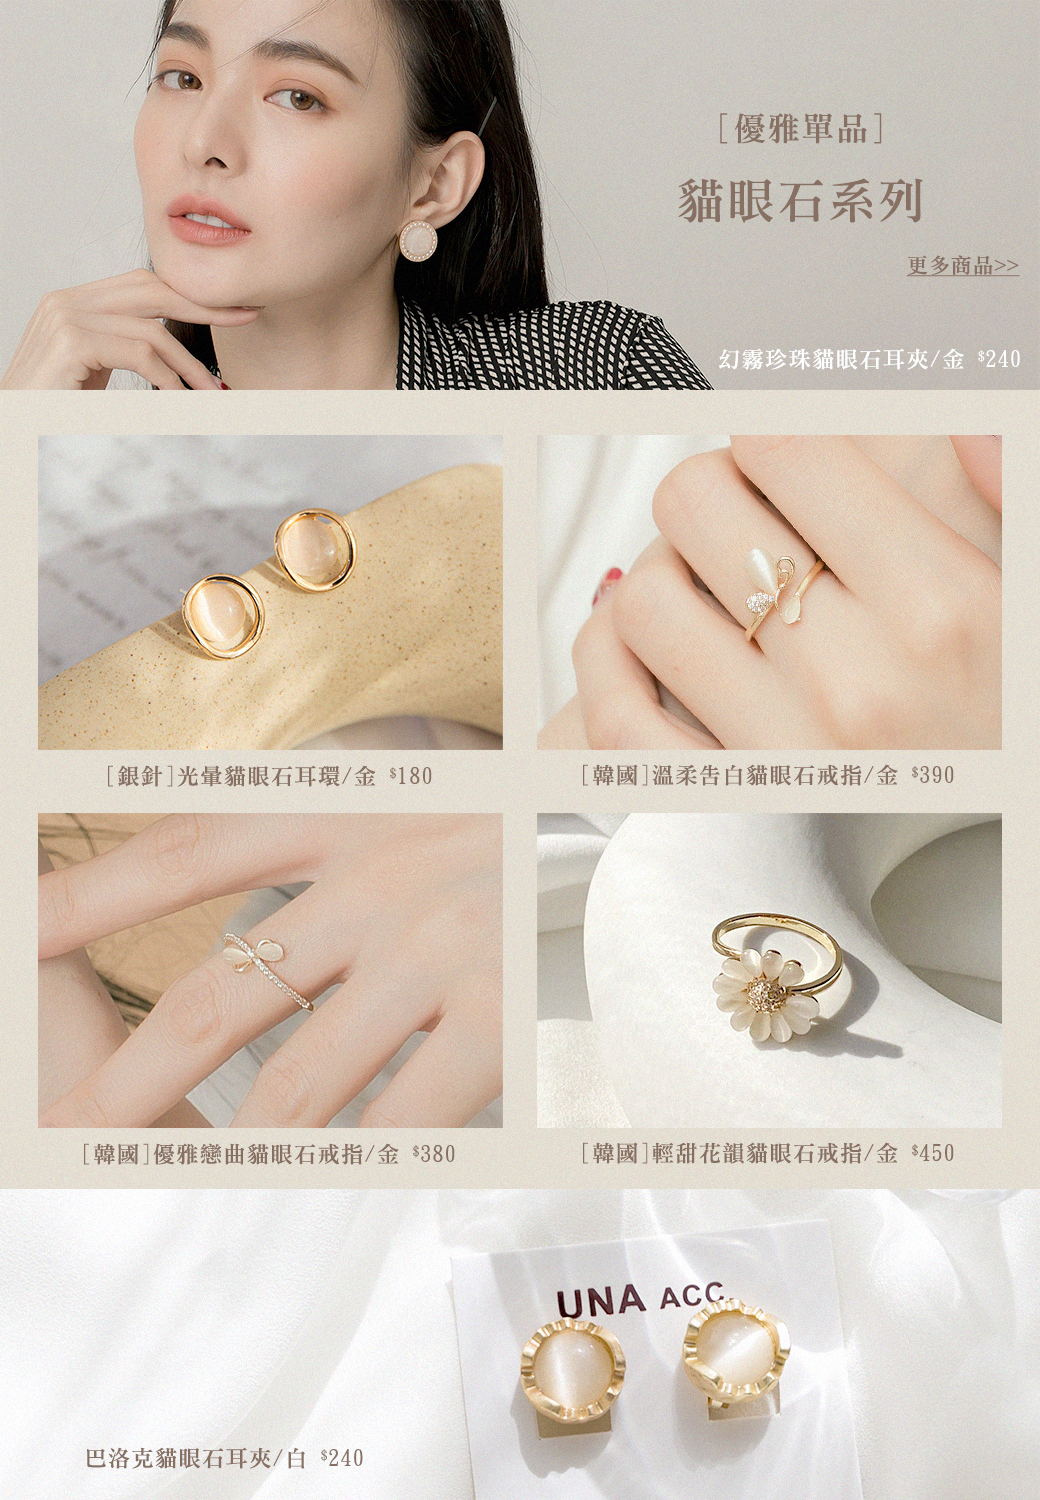 [優雅單品]
貓眼石系列
更多商品>>
幻霧珍珠貓眼石耳夾/金 $240
[銀針]光暈貓眼石耳環/金 $180
[韓國]溫柔告白貓眼石戒指/金 $390
[韓國]優雅戀曲貓眼石戒指/金 $380
[韓國]輕甜花韻貓眼石戒指/金 $450
UNA ACC.
巴洛克貓眼石耳夾/白 $240